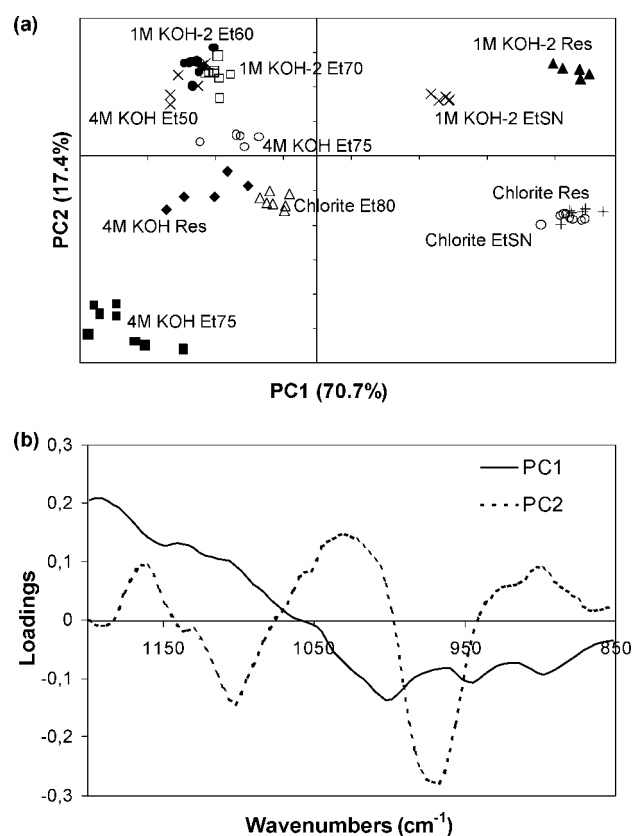 (a)
1M KOH-2 Et60
1M KOH-2 Res
1M KOH-2 Et70
4M KOH Et50
1M KOH-2 EtSN
4M KOH Et75
Chlorite Res
4M KOH Res
Chlorite Et80
Chlorite EtSN
4M KOH Et75
PC2 (17.4%)
PC1 (70.7%)
(b)
0,3
PC1
0,2
PC2
0,1
0
1150
1050
950
850
-0,1
-0,2
-0,3
Loadings
Wavenumbers (cm-1)